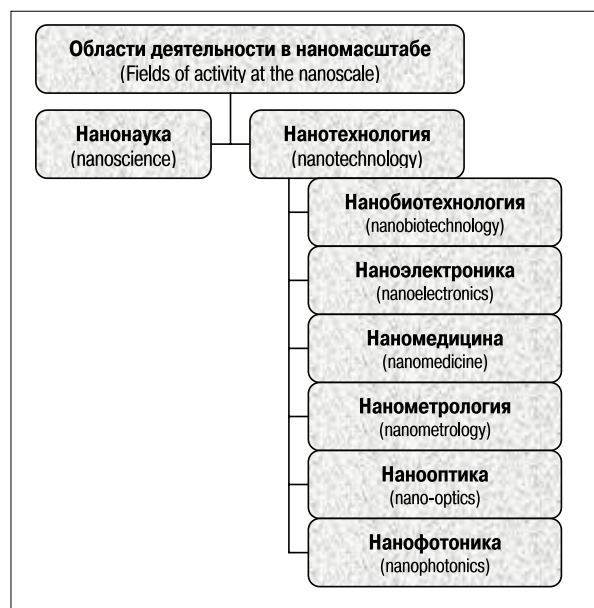 Области деятельности в наномасштабе
(Fields of activity at the nanoscale)
Нанонаука
(nanoscience)
Нанотехнология
(nanotechnology)
Нанобиотехнология
(nanobiotechnology)
Наноэлектроника
(nanoelectronics)
Наномедицина
(nanomedicine)
Нанометрология
(nanometrology)
Нанооптика
(nano-optics)
Нанофотоника
(nanophotonics)